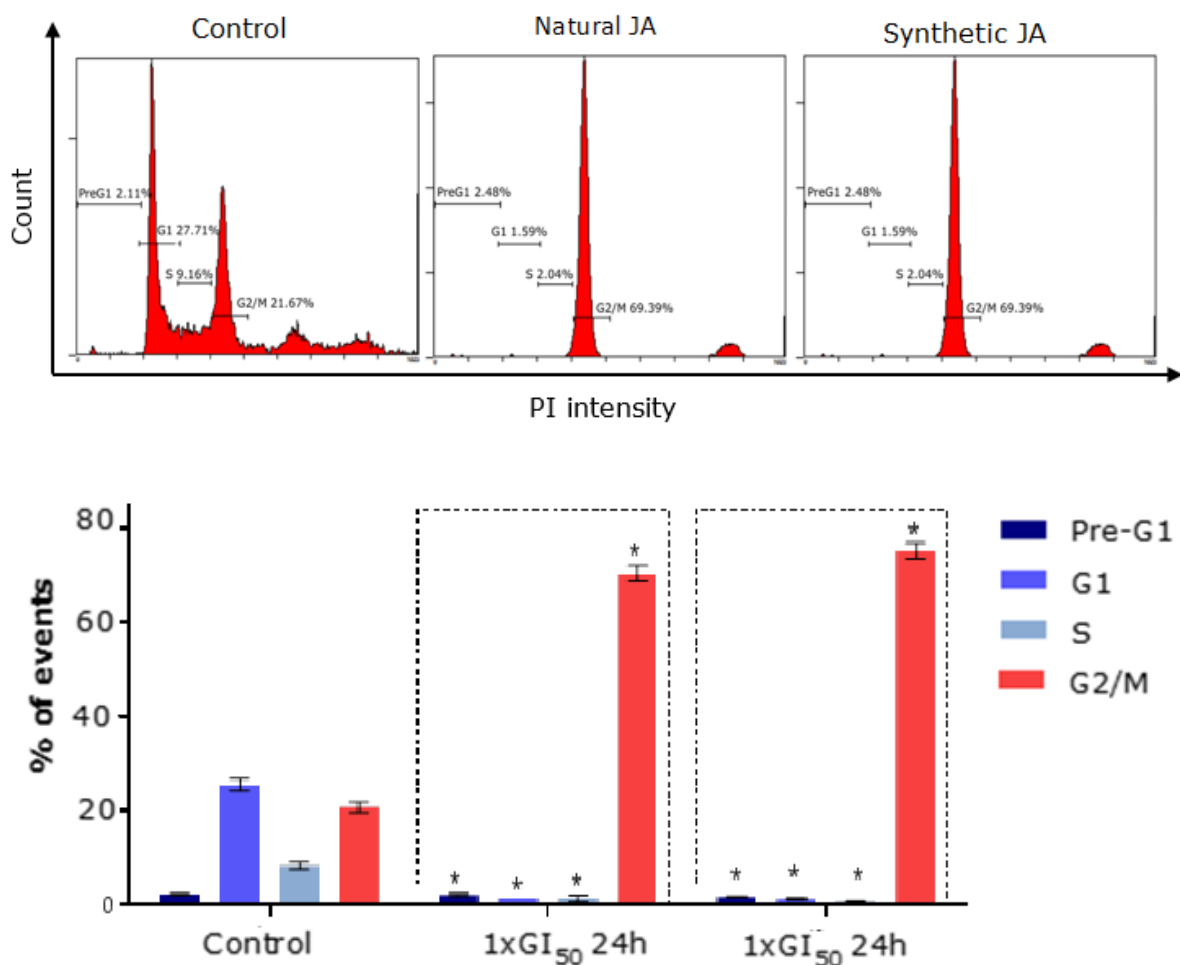 Control
Natural JA
Synthetic JA
Count
PreG1 2.11%
G1 27.71%
S 9.16%
G2/M 21.67%
PreG1 2.48%
G1 1.59%
S 2.04%
G2/M 69.39%
PreG1 2.48%
G1 1.59%
S 2.04%
G2/M 69.39%
PI intensity
% of events
80
60
40
20
0
* * * *
* * * *
Control
1xGI50 24h
1xGI50 24h
Pre-G1
G1
S
G2/M